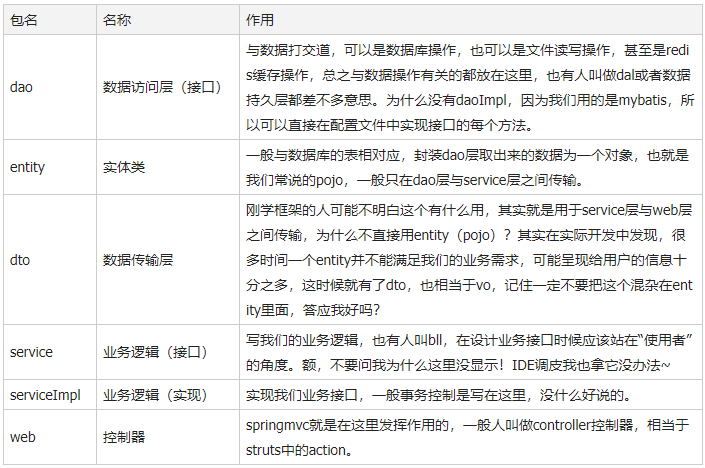 包名 名称 作用
与数据打交道，可以是数据库操作，也可以是文件读写操作，甚至是redi
s缓存操作，总之与数据操作有关的都放在这里，也有人叫做dal或者数据
dao 数据访问层（接口） 持久层都差不多意思。为什么没有daoImpl，因为我们用的是mybatis，所
以可以直接在配置文件中实现接口的每个方法。
entity 实体类 一般与数据库的表相对应，封装dao层取出来的数据为一个对象，也就是
我们常说的pojo，一般只在dao层与service层之间传输。
刚学框架的人可能不明白这个有什么用，其实就是用于service层与web层
之间传输，为什么不直接用entity（pojo）？其实在实际开发中发现，很
dto 数据传输层 多时间一个entity并不能满足我们的业务需求，可能呈现给用户的信息十
分之多，这时候就有了dto，也相当于vo，记住一定不要把这个混杂在ent
ity里面，答应我好吗？
service 业务逻辑（接口） 写我们的业务逻辑，也有人叫bll，在设计业务接口时候应该站在“使用者”
的角度。额，不要问我为什么这里没显示！IDE调皮我也拿它没办法~
serviceImpl 业务逻辑（实现） 实现我们业务接口，一般事务控制是写在这里，没什么好说的。
web 控制器 springmvc就是在这里发挥作用的，一般人叫做controller控制器，相当于
struts中的action。